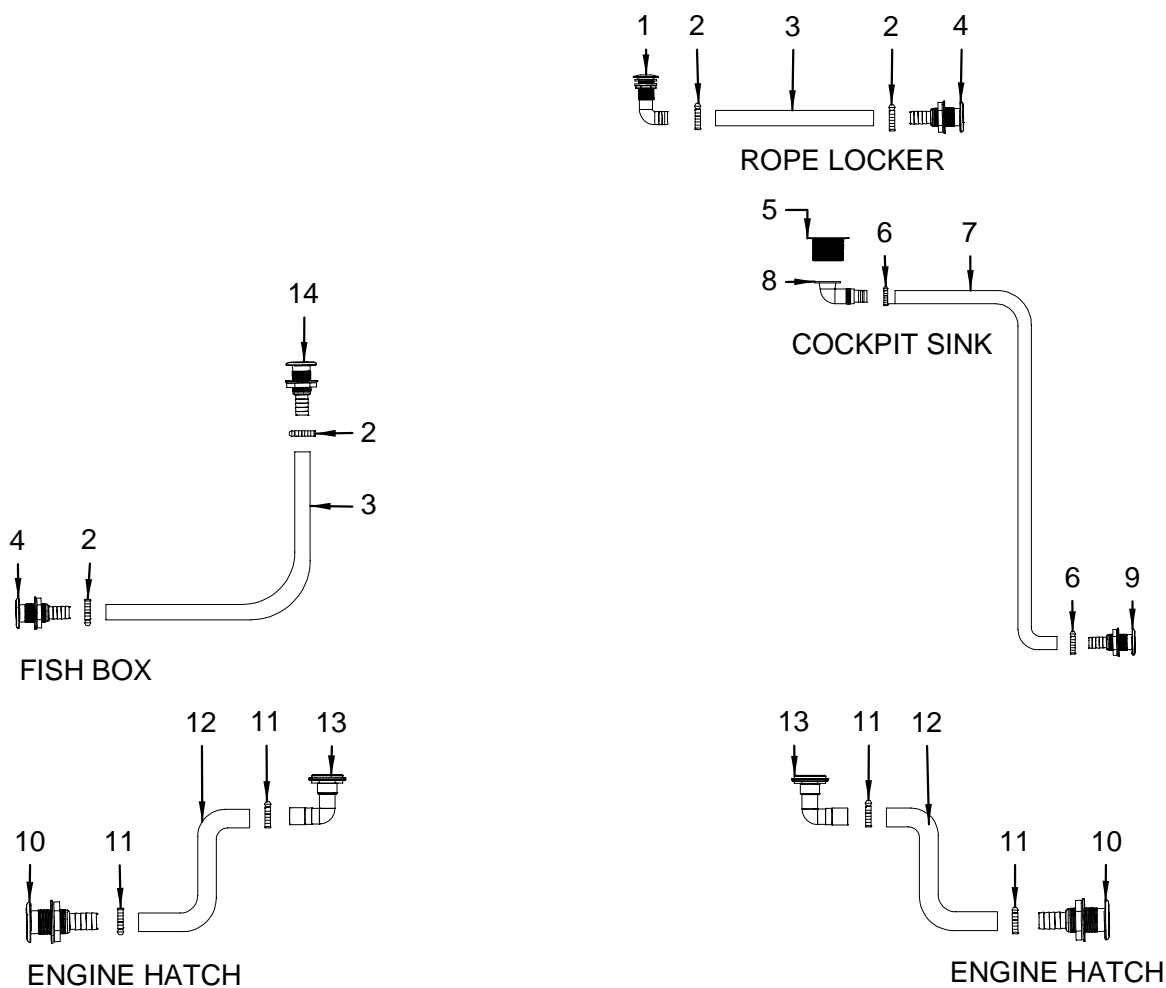 1 2 3 2 4
ROPE LOCKER
5 6 7
8
COCKPIT SINK
6 9
14
2
3
4 2
FISH BOX
12 11 13
10 11
ENGINE HATCH
13 11 12
11 10
ENGINE HATCH